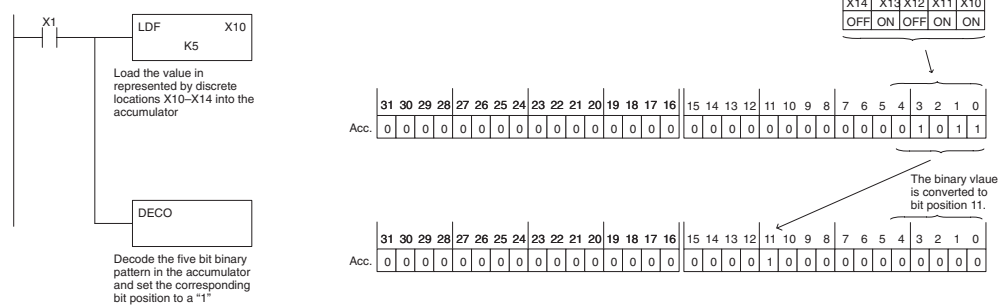 X14 X13 X12 X11 X10
OFF ON OFF ON ON
X1
LDF X10
K5
Load the value in
represented by discrete
locations X10–X14 into the
accumulator
31 30 29 28 27 26 25 24 23 22 21 20 19 18 17 16 15 14 13 12 11 10 9 8 7 6 5 4 3 2 1 0
Acc. 0 0 0 0 0 0 0 0 0 0 0 0 0 0 0 0 0 0 0 0 0 0 0 0 0 0 0 0 1 0 1 1
The binary vlaue
is converted to
bit position 11.
DECO
31 30 29 28 27 26 25 24 23 22 21 20 19 18 17 16 15 14 13 12 11 10 9 8 7 6 5 4 3 2 1 0
Acc. 0 0 0 0 0 0 0 0 0 0 0 0 0 0 0 0 0 0 0 0 1 0 0 0 0 0 0 0 0 0 0 0
Decode the five bit binary
pattern in the accumulator
and set the corresponding
bit position to a “1”